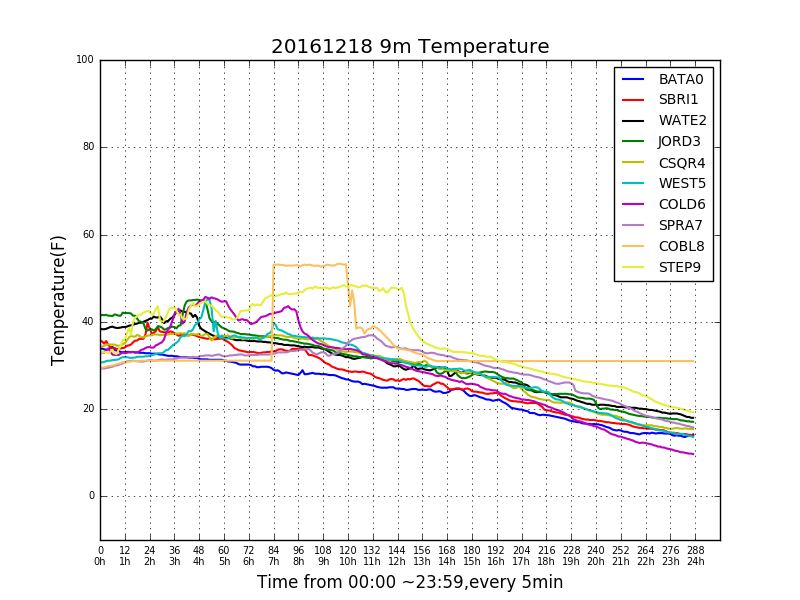 20161218 9m Temperature
100
80
60
40
20
0
Temperature(F)
BATA0
SBRI1
WATE2
JORD3
CSQR4
WEST5
COLD6
SPRA7
COBL8
STEP9
0 12 24 36 48 60 72 84 96 108 120 132 144 156 168 180 192 204 216 228 240 252 264 276 288
0h 1h 2h 3h 4h 5h 6h 7h 8h 9h 10h 11h 12h 13h 14h 15h 16h 17h 18h 19h 20h 21h 22h 23h 24h
Time from 00:00 ~23:59,every 5min